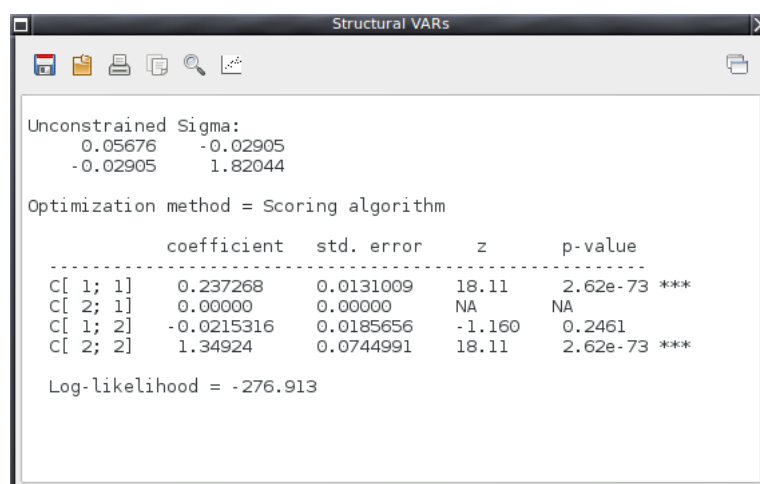 Structural VARs
Unconstrained Sigma:
0.05676 -0.02905
-0.02905 1.82044
Optimization method = Scoring algorithm
coefficient std. error z p-value
---------------------------------------------------------
C[ 1; 1] 0.237268 0.0131009 18.11 2.62e-73 ***
C[ 2; 1] 0.00000 0.00000 NA NA
C[ 1; 2] -0.0215316 0.0185656 -1.160 0.2461
C[ 2; 2] 1.34924 0.0744991 18.11 2.62e-73 ***
Log-likelihood = -276.913